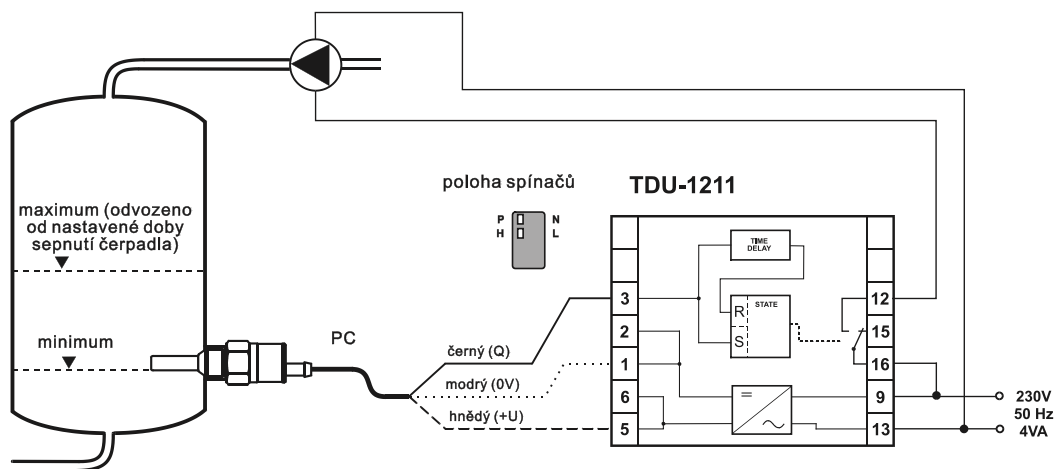 poloha spínačů
TDU-1211
P N
H L
maximum (odvozeno
od nastavené doby
sepnutí čerpadla)
minimum
PC
černý (Q)
modrý (0V)
hnědý (+U)
TIME
DELAY
STATE
R
S
3
2
1
6
5
12
15
16
9
13
230V
50 Hz
4VA